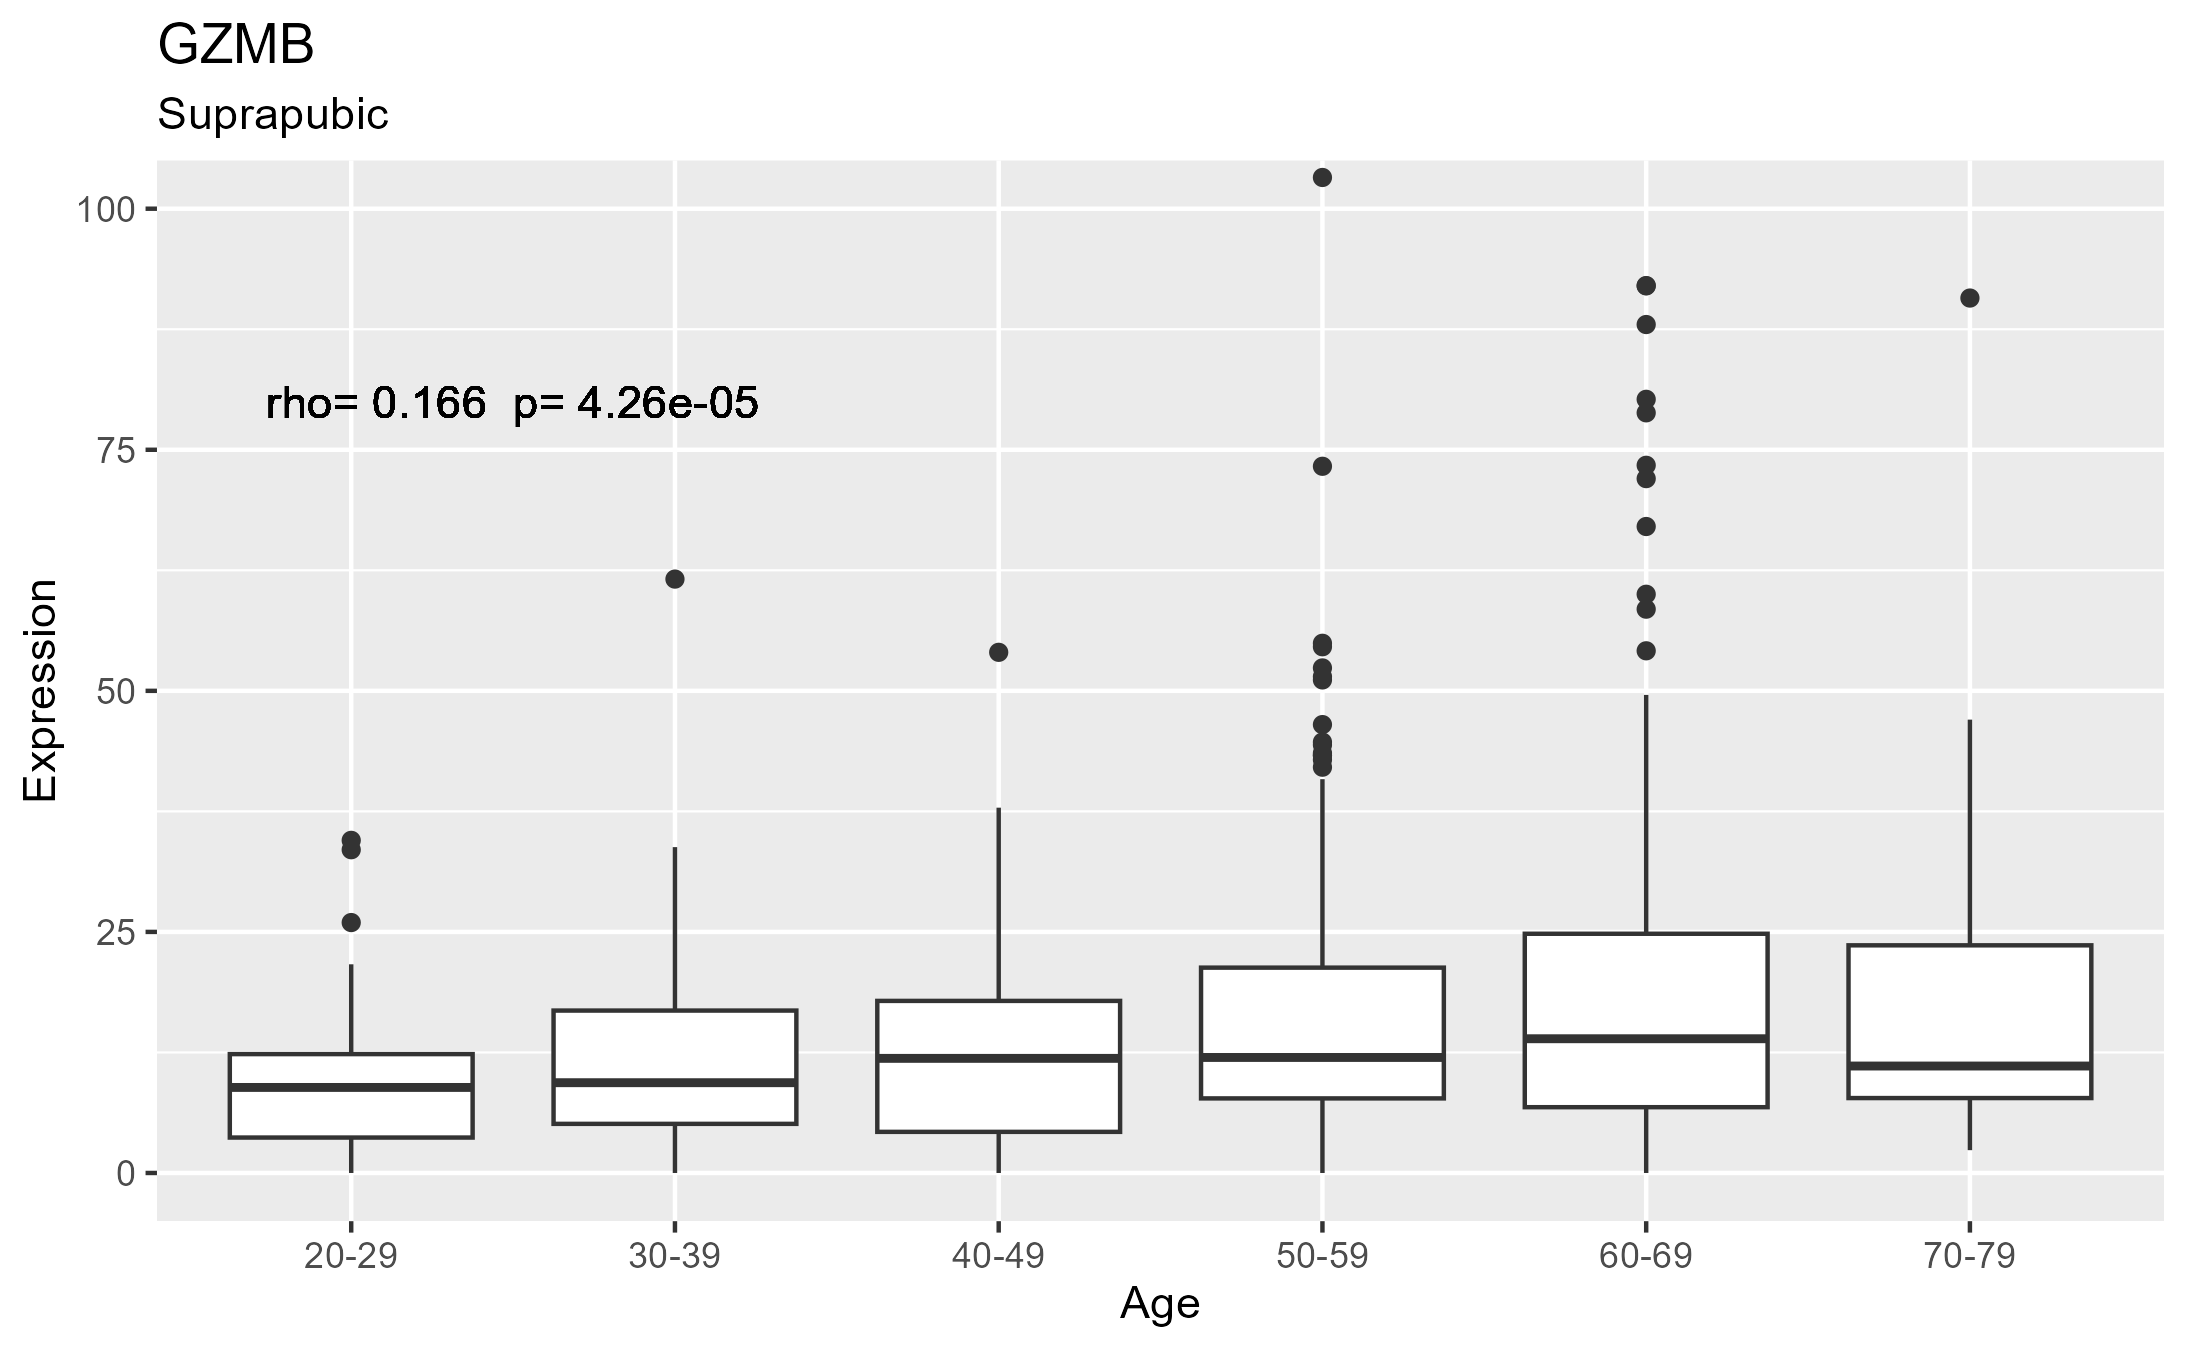 GZMB
Suprapubic
100
rho= 0.166  p= 4.26e-05
75
Expression
50
25
0
20-29 30-39 40-49 50-59 60-69 70-79
Age